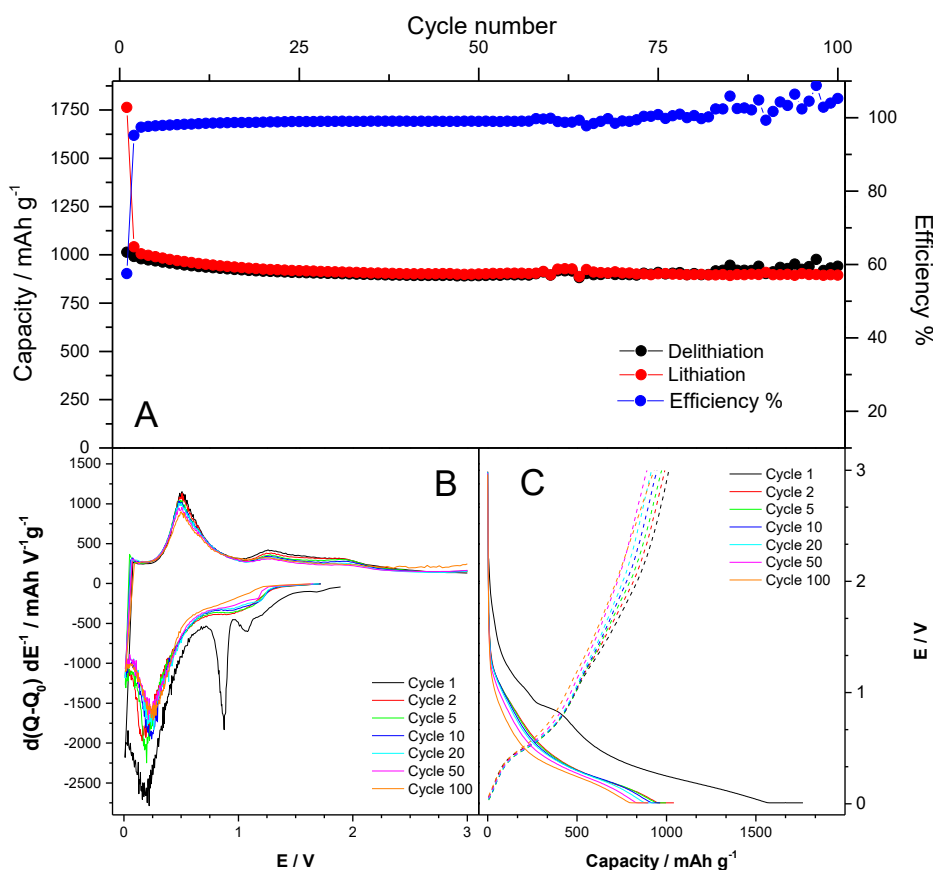 Cycle number
0 25 50 75 100
1750
1500
1250
1000
750
500
250
0
Capacity / mAh g⁻¹
100
80
60
40
20
Efficiency %
Delithiation
Lithiation
Efficiency %
A
1500
1000
500
0
-500
-1000
-1500
-2000
-2500
d(Q-Q₀) dE⁻¹ / mAh V⁻¹g
B
Cycle 1
Cycle 2
Cycle 5
Cycle 10
Cycle 20
Cycle 50
Cycle 100
0 1 2 3
E / V
C
Cycle 1
Cycle 2
Cycle 5
Cycle 10
Cycle 20
Cycle 50
Cycle 100
3
2
1
0
E / V
0 500 1000 1500
Capacity / mAh g⁻¹